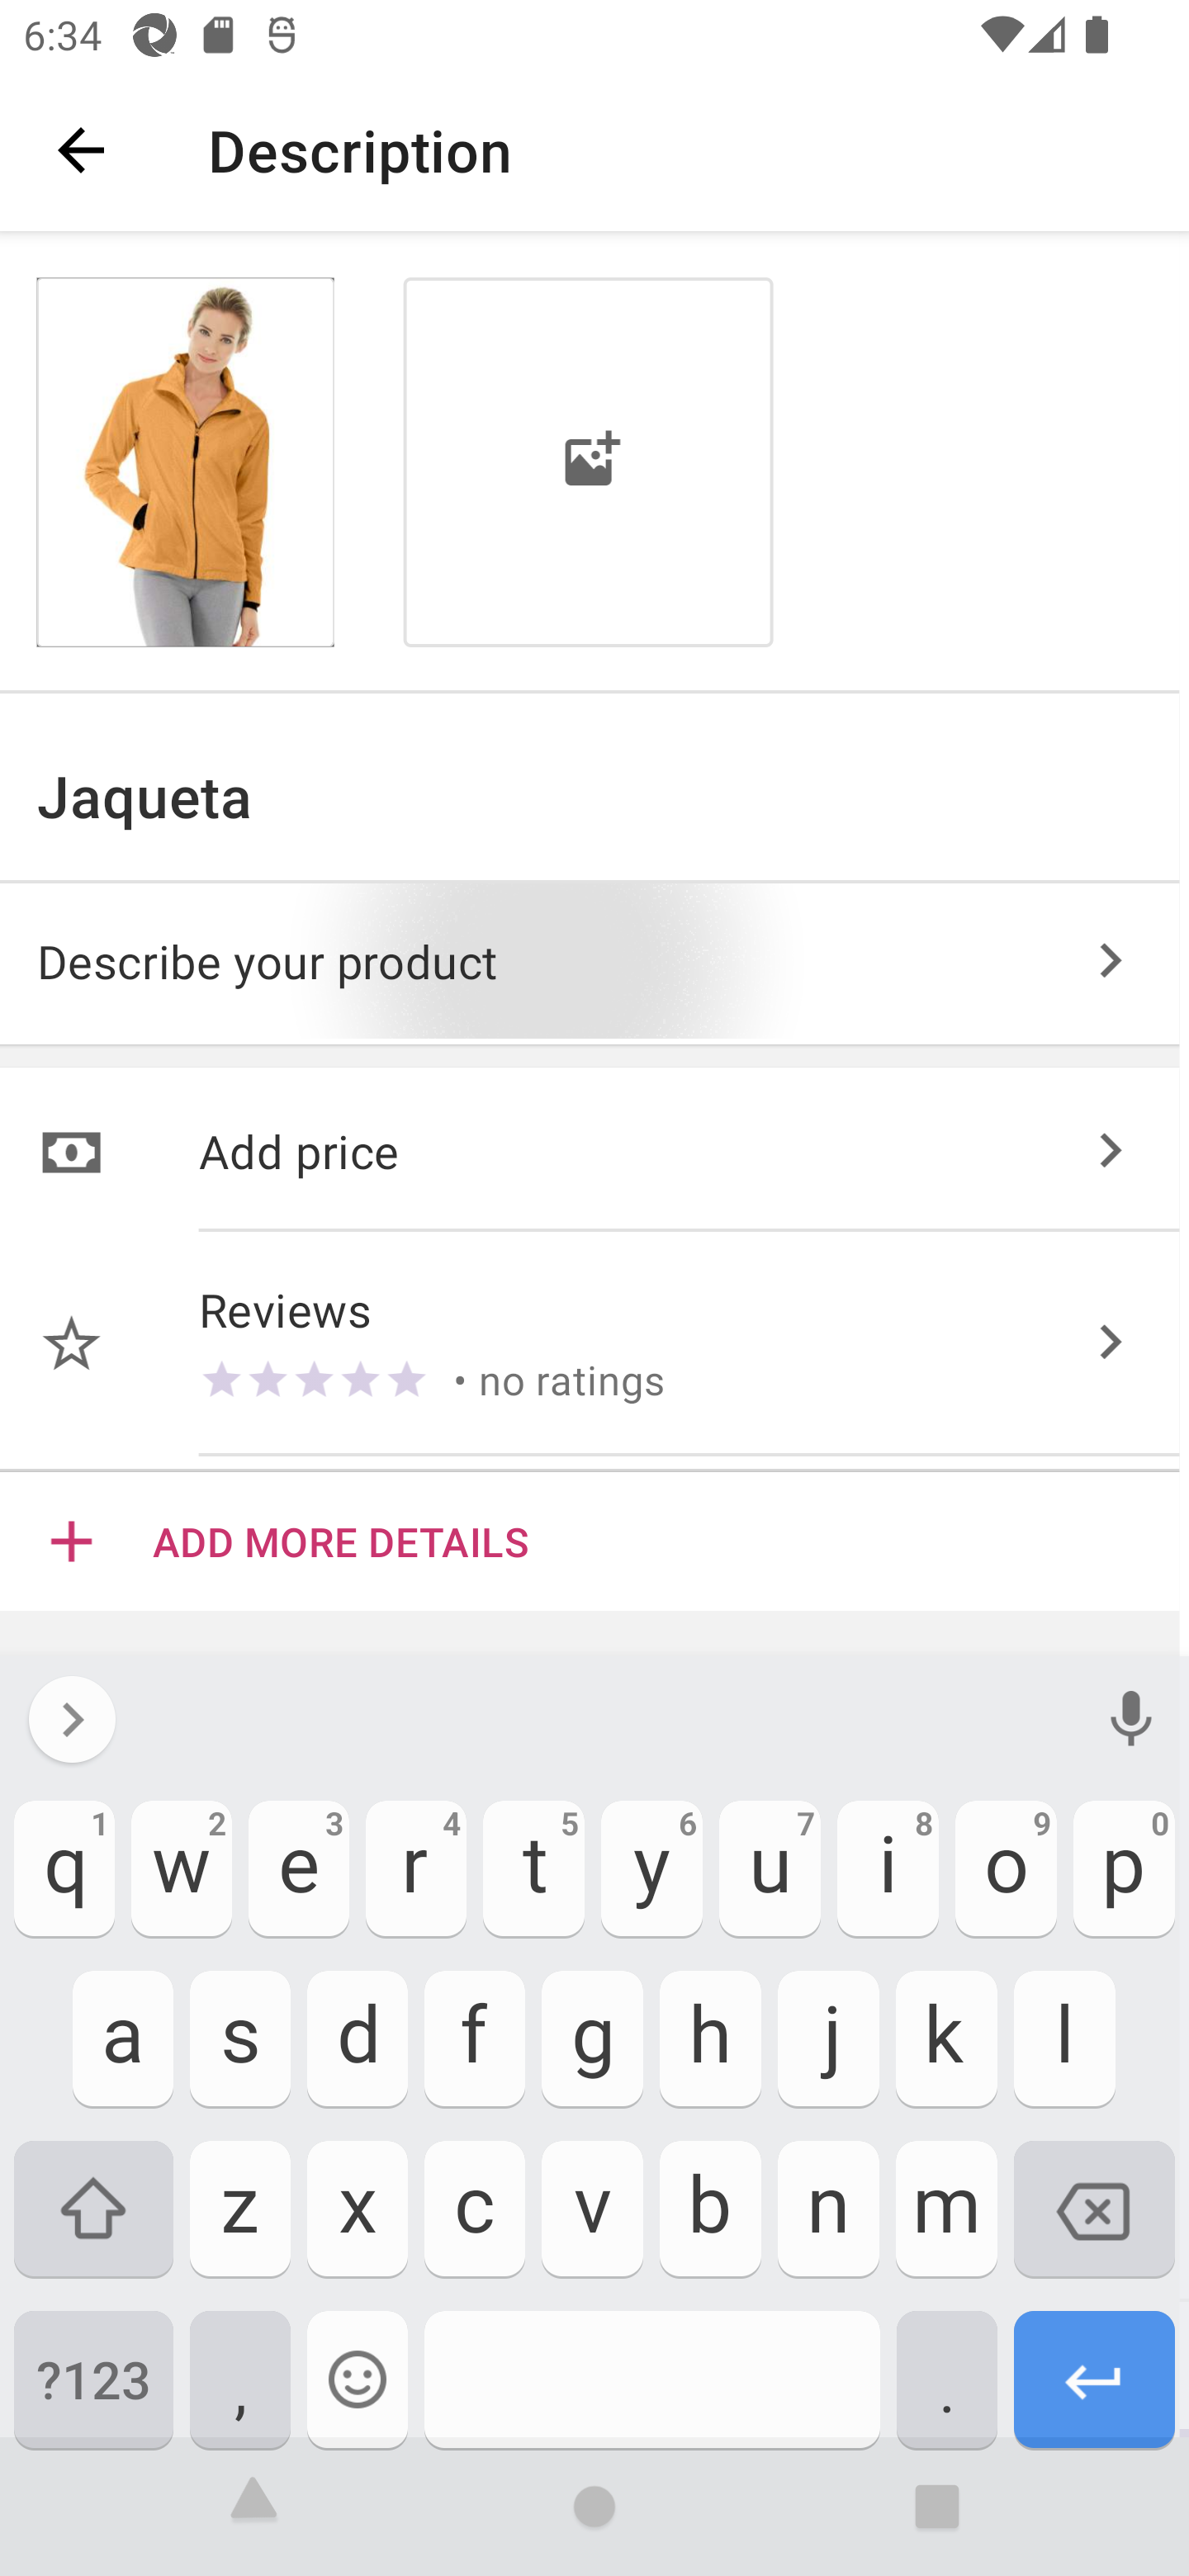 6:34
Description
Jaqueta
Describe your product
Add price
Reviews
• no ratings
ADD MORE DETAILS
1 2 3 4 5 6 7 8 9 0
q w e r t y u i o p
a s d f g h j k l
z x c v b n m
?123 , .